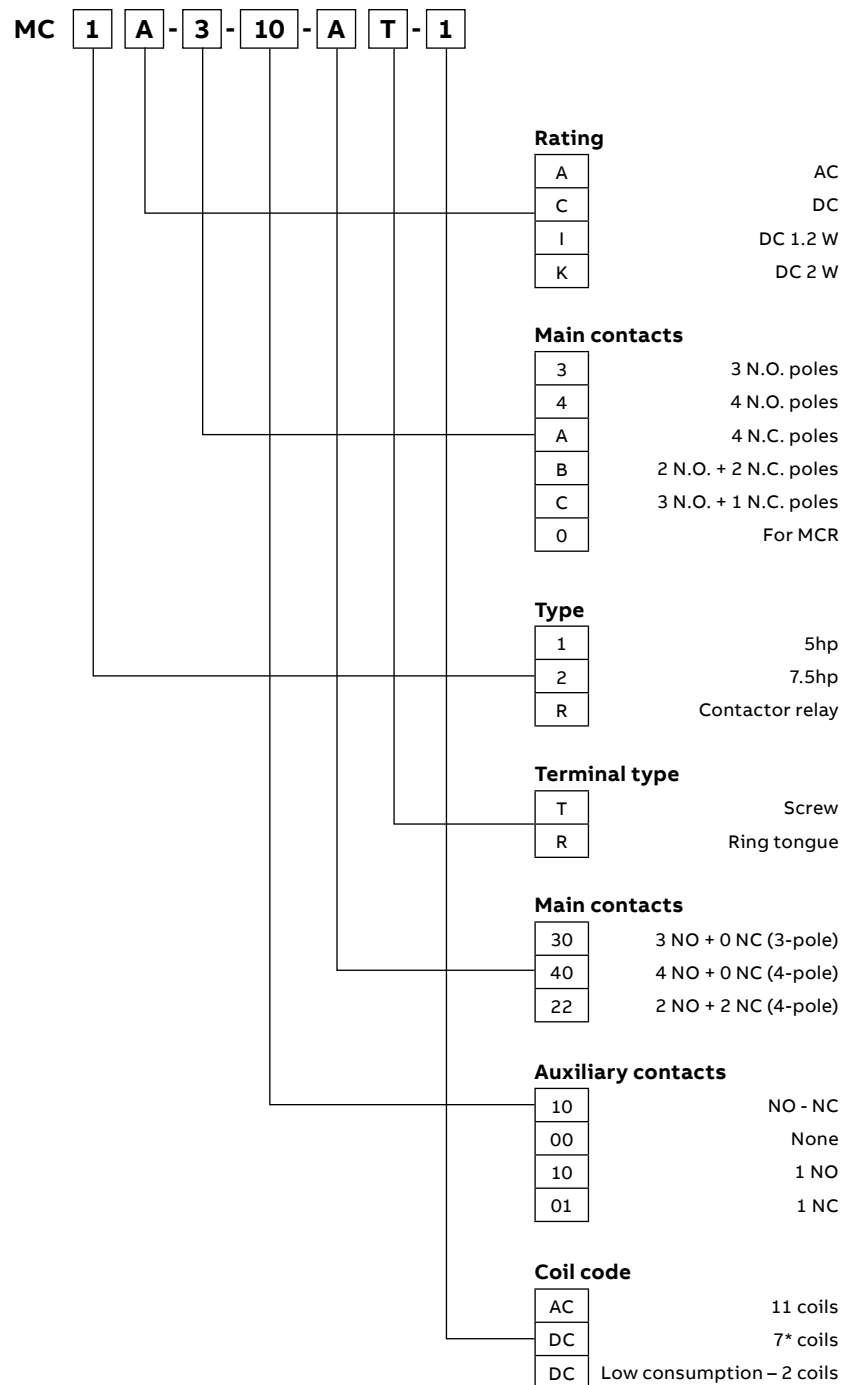 MC 1 A - 3 - 10 - A T - 1
Rating
A AC
C DC
I DC 1.2 W
K DC 2 W
Main contacts
3 3 N.O. poles
4 4 N.O. poles
A 4 N.C. poles
B 2 N.O. + 2 N.C. poles
C 3 N.O. + 1 N.C. poles
0 For MCR
Type
1 5hp
2 7.5hp
R Contactor relay
Terminal type
T Screw
R Ring tongue
Main contacts
30 3 NO + 0 NC (3-pole)
40 4 NO + 0 NC (4-pole)
22 2 NO + 2 NC (4-pole)
Auxiliary contacts
10 NO - NC
00 None
10 1 NO
01 1 NC
Coil code
AC 11 coils
DC 7* coils
DC Low consumption – 2 coils